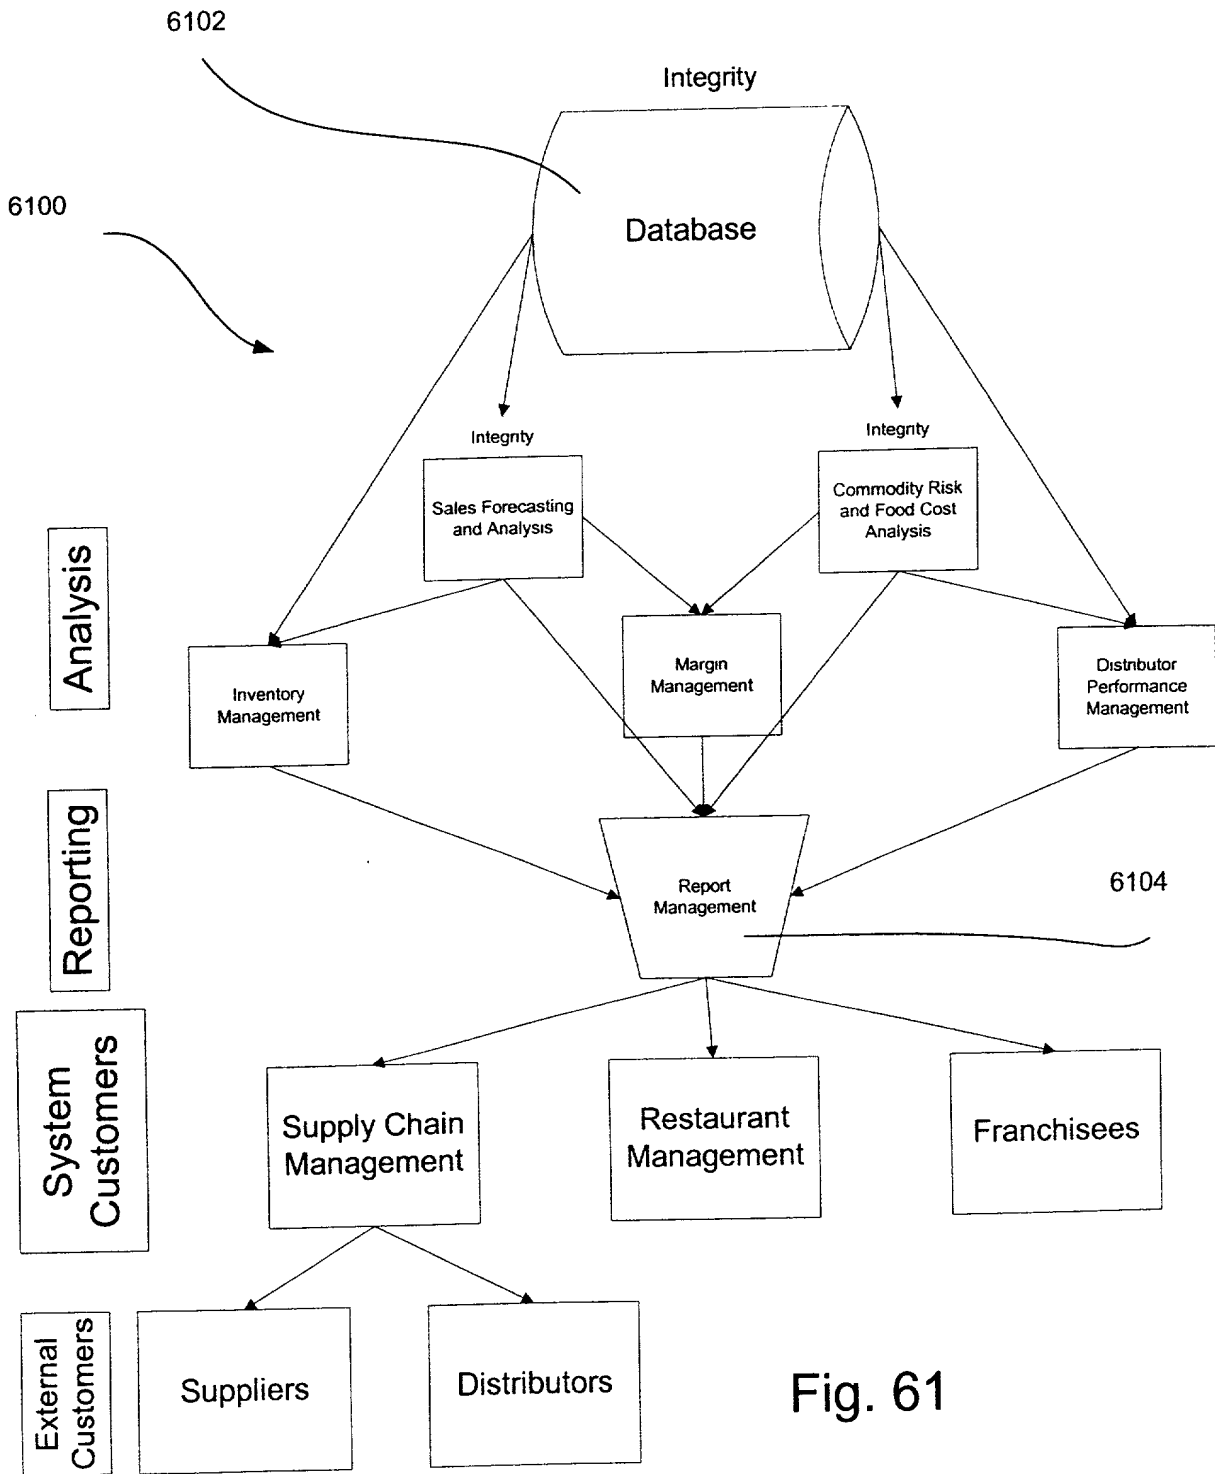 6102
Integrity
6100
Database
Integrity
Integrity
Sales Forecasting
and Analysis
Commodity Risk
and Food Cost
Analysis
Analysis
Inventory
Management
Margin
Management
Distributor
Performance
Management
Reporting
Report
Management
6104
System
Customers
Supply Chain
Management
Restaurant
Management
Franchisees
External
Customers
Suppliers
Distributors
Fig. 61